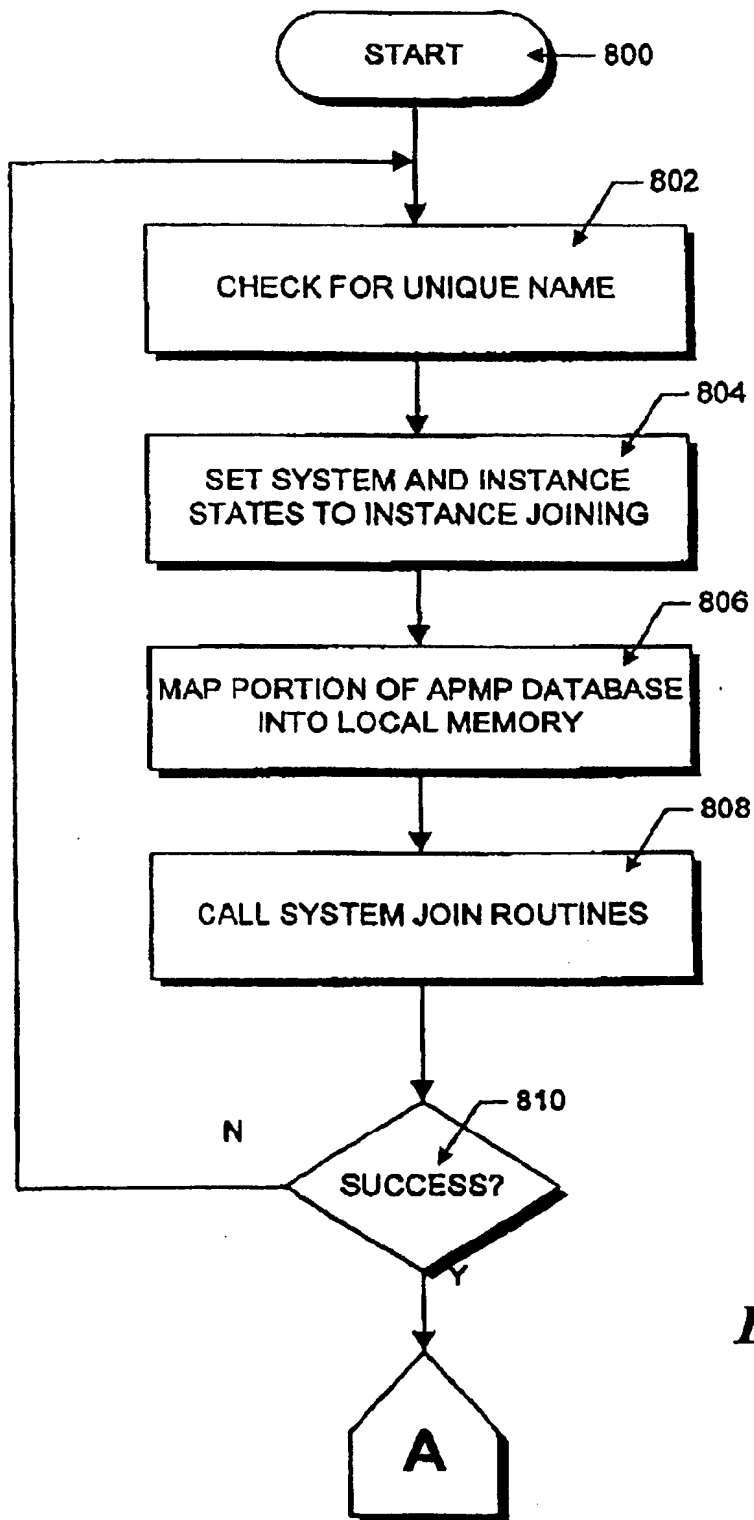 START
800
802
CHECK FOR UNIQUE NAME
804
SET SYSTEM AND INSTANCE
STATES TO INSTANCE JOINING
806
MAP PORTION OF APMP DATABASE
INTO LOCAL MEMORY
808
CALL SYSTEM JOIN ROUTINES
810
N
SUCCESS?
Y
A